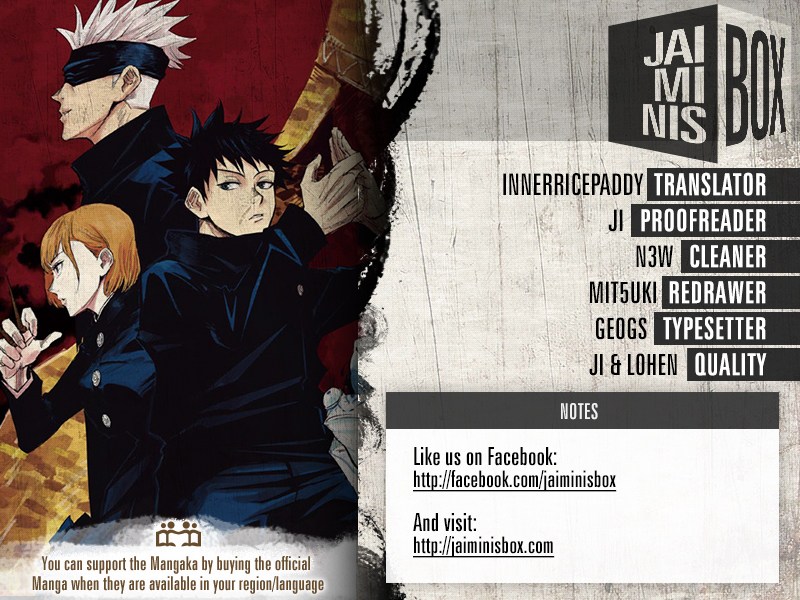 JAI
MI
NIS
BOX
INNERRICEPADDY TRANSLATOR
JI PROOFREADER
N3W CLEANER
MIT5UKI REDRAWER
GEOGS TYPESETTER
JI & LOHEN QUALITY
NOTES
Like us on Facebook:
http://facebook.com/jaiminisbox
And visit:
http://jaiminisbox.com
You can support the Mangaka by buying the official
Manga when they are available in your region/language